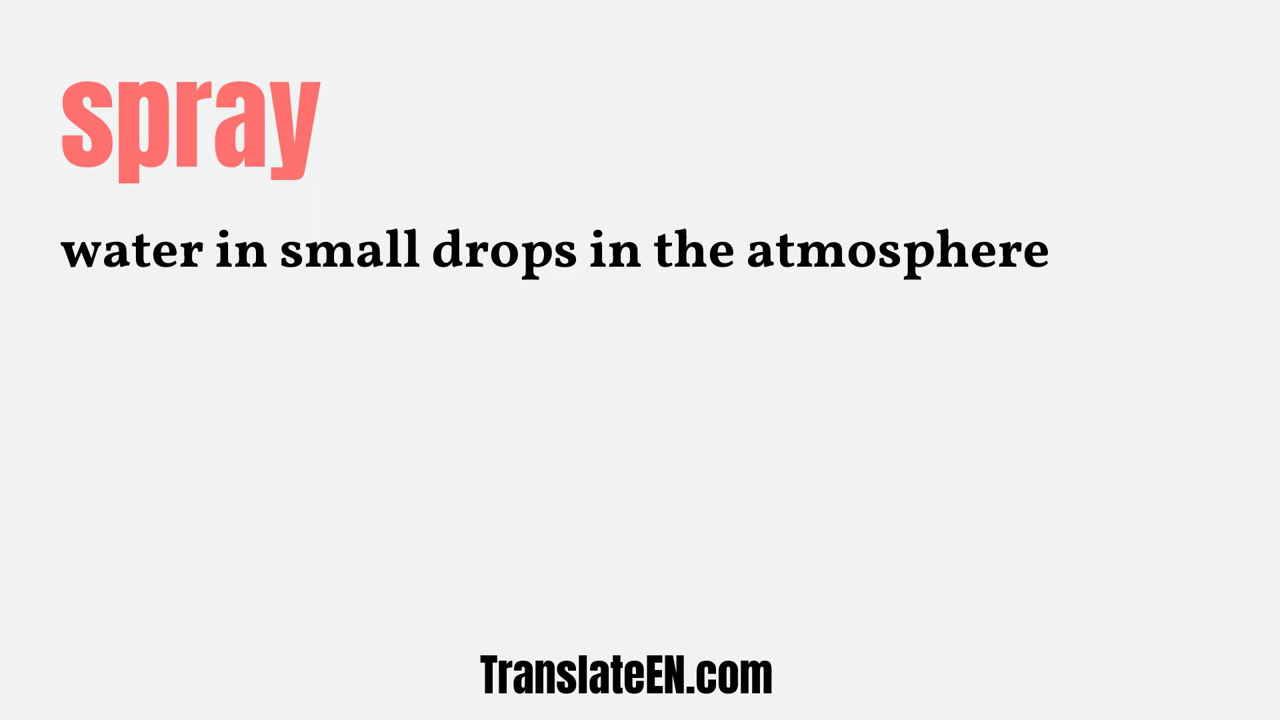 spray
water in small drops in the atmosphere
TranslateEN.com